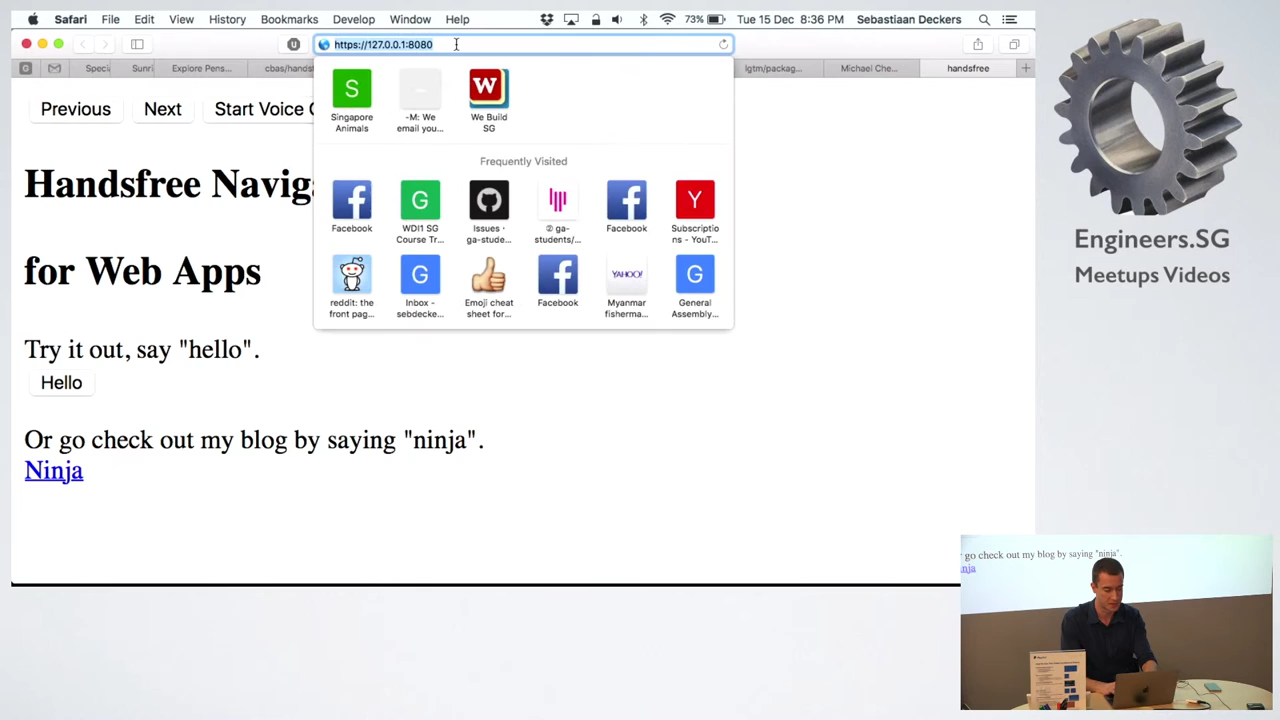 Safari File Edit View History Bookmarks Develop Window Help 73% Tue 15 Dec 8:36 PM Sebastiaan Deckers
https://127.0.0.1:8080
Speci Sunri Explore Pens... cbas/hands lgtm/packag... Michael Che... handsfree
Previous Next Start Voice C
S
Singapore Animals
-M: We email you...
W
We Build SG
Frequently Visited
Handsfree Naviga
for Web Apps
Facebook
G
WDI1 SG Course Tr...
Issues · ga-stude...
② ga-students/...
Facebook
Y
Subscriptions - YouT...
reddit: the front pag...
G
Inbox - sebdecke...
Emoji cheat sheet for...
Facebook
YAHOO!
Myanmar fisherma...
G
General Assembly...
Try it out, say "hello".
Hello
Or go check out my blog by saying "ninja".
Ninja
Engineers.SG
Meetups Videos
go check out my blog by saying "ninja".
inja